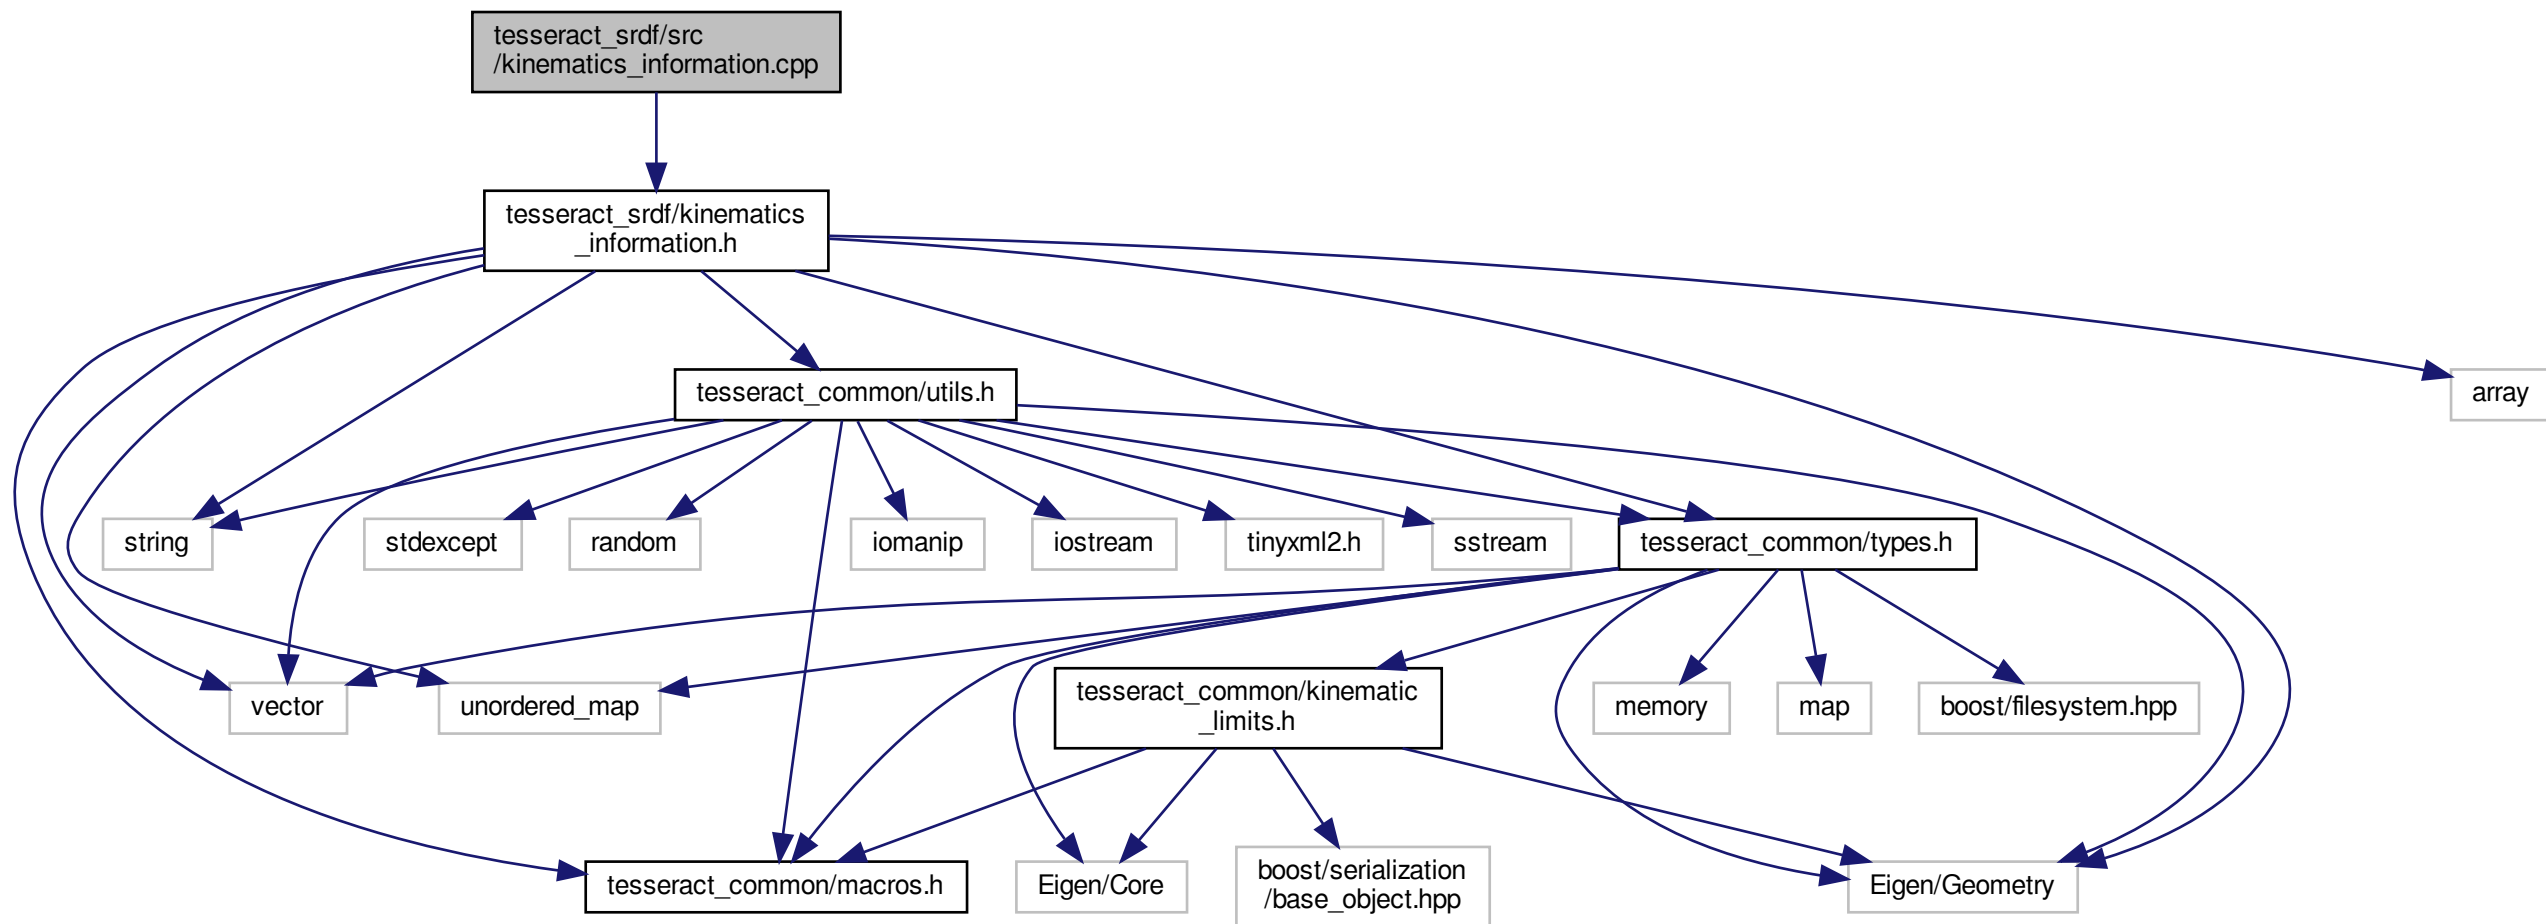 tesseract_srdf/src
/kinematics_information.cpp
tesseract_srdf/kinematics
_information.h
tesseract_common/utils.h
array
string
stdexcept
random
iomanip
iostream
tinyxml2.h
sstream
tesseract_common/types.h
vector
unordered_map
tesseract_common/kinematic
_limits.h
memory
map
boost/filesystem.hpp
tesseract_common/macros.h
Eigen/Core
boost/serialization
/base_object.hpp
Eigen/Geometry